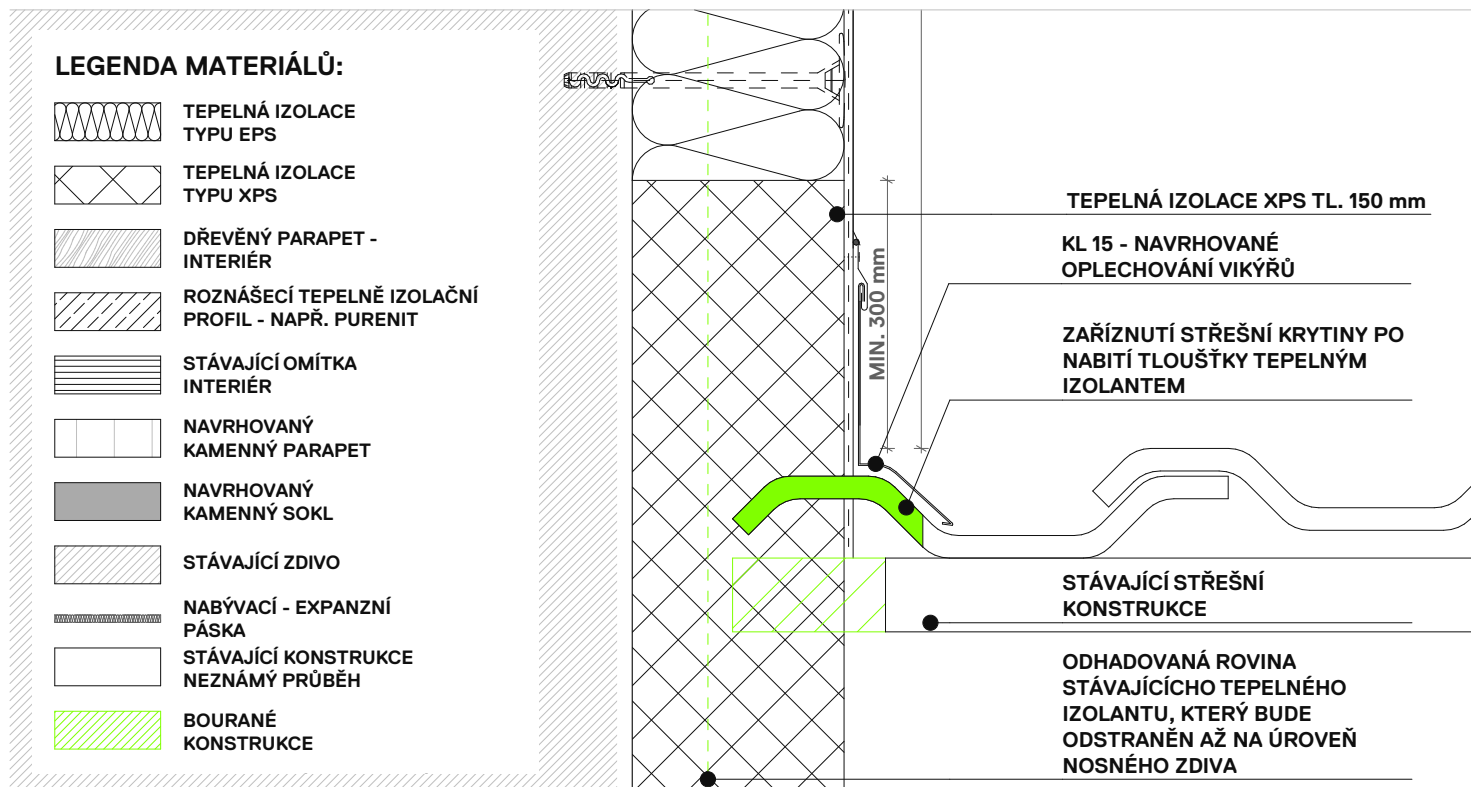 LEGENDA MATERIÁLŮ:
TEPELNÁ IZOLACE
TYPU EPS
TEPELNÁ IZOLACE
TYPU XPS
DŘEVĚNÝ PARAPET -
INTERIÉR
ROZNÁŠECÍ TEPELNĚ IZOLAČNÍ
PROFIL - NAPŘ. PURENIT
STÁVAJÍCÍ OMÍTKA
INTERIÉR
NAVRHOVANÝ
KAMENNÝ PARAPET
NAVRHOVANÝ
KAMENNÝ SOKL
STÁVAJÍCÍ ZDIVO
NABÝVACÍ - EXPANZNÍ
PÁSKA
STÁVAJÍCÍ KONSTRUKCE
NEZNÁMÝ PRŮBĚH
BOURANÉ
KONSTRUKCE
MIN. 300 mm
TEPELNÁ IZOLACE XPS TL. 150 mm
KL 15 - NAVRHOVANÉ
OPLECHOVÁNÍ VIKÝŘŮ
ZAŘÍZNUTÍ STŘEŠNÍ KRYTINY PO
NABITÍ TLOUŠŤKY TEPELNÝM
IZOLANTEM
STÁVAJÍCÍ STŘEŠNÍ
KONSTRUKCE
ODHADOVANÁ ROVINA
STÁVAJÍCÍCHO TEPELNÉHO
IZOLANTU, KTERÝ BUDE
ODSTRANĚN AŽ NA ÚROVEŇ
NOSNÉHO ZDIVA